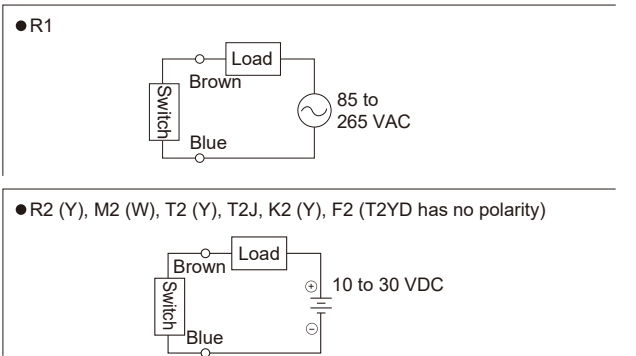 ●R1
Load
Brown
Switch
85 to
265 VAC
Blue
●R2 (Y), M2 (W), T2 (Y), T2J, K2 (Y), F2 (T2YD has no polarity)
Load
Brown
⊕
10 to 30 VDC
Switch
⊖
Blue